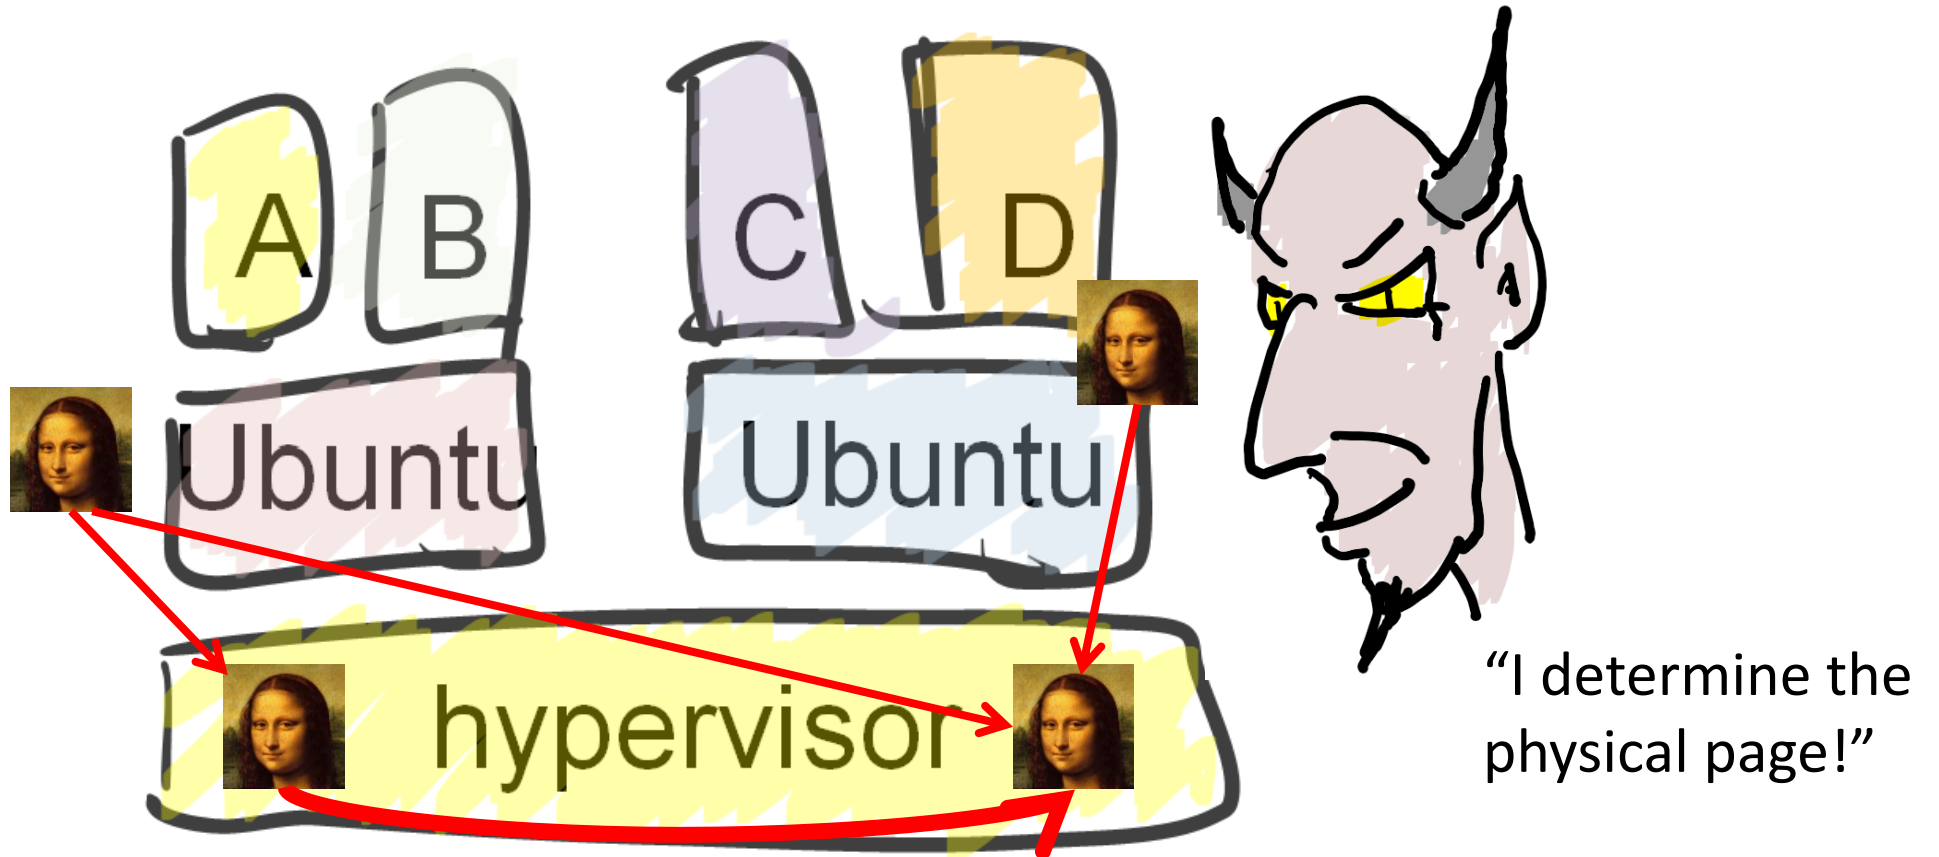 A B C D
Ubuntu Ubuntu
hypervisor
“I determine the
physical page!”